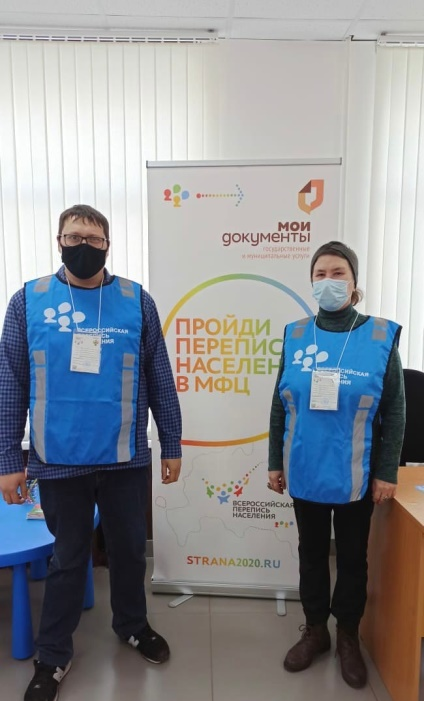 мои
документы
государственные
и муниципальные услуги
ПРОЙДИ
ПЕРЕПИС
НАСЕЛЕН
В МФЦ
ВСЕРОССИЙСКАЯ
ПЕРЕПИСЬ
НАСЕЛЕНИЯ
STRANA2020.RU
ВСЕРОССИЙСКАЯ
ПЕРЕПИСЬ
НАСЕЛЕНИЯ
ВСЕРОССИЙСКАЯ
ПЕРЕПИСЬ
НАСЕЛЕНИЯ